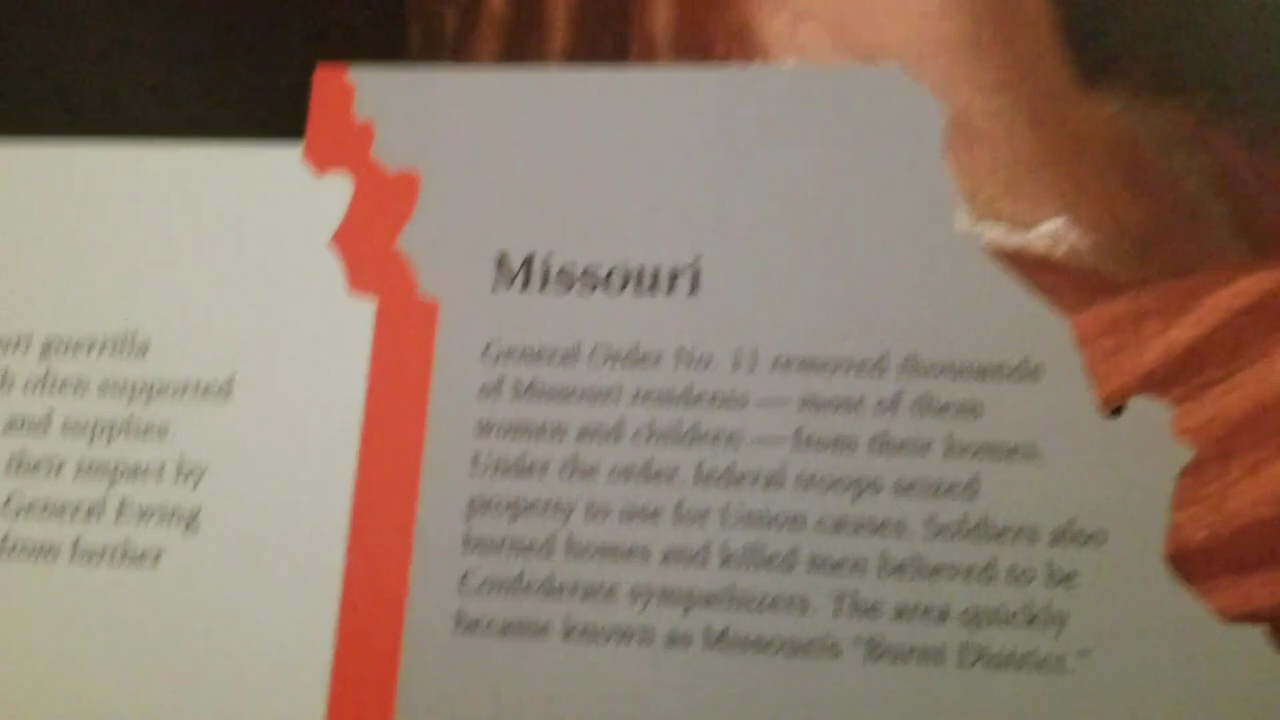 guerrilla
often supported
and supplies.
their impact by
General Ewing
further
Missouri
General Order No. 11 removed thousands
of Missouri residents — most of them
women and children — from their homes.
Under the order, federal troops seized
property to use for Union causes. Soldiers also
burned homes and killed men believed to be
Confederate sympathizers. The area quickly
became known as Missouri's "Burnt District."